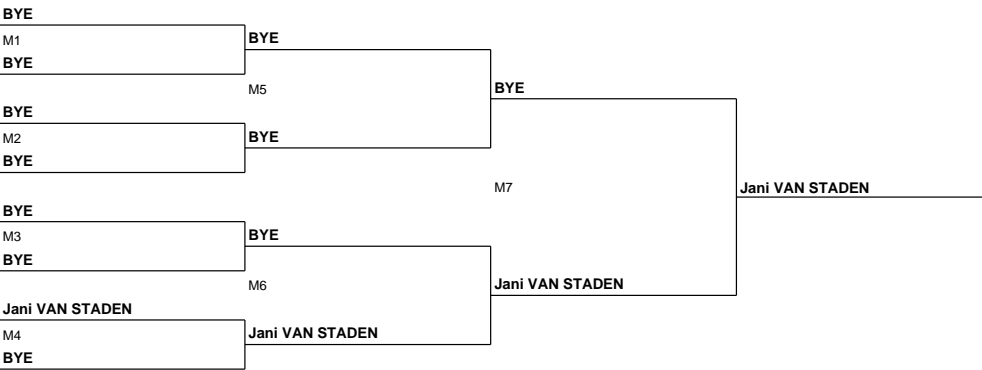 BYE
M1
BYE
BYE
M5
BYE
M2
BYE
BYE
BYE
M7
Jani VAN STADEN
BYE
M3
BYE
BYE
M6
Jani VAN STADEN
Jani VAN STADEN
M4
BYE
Jani VAN STADEN